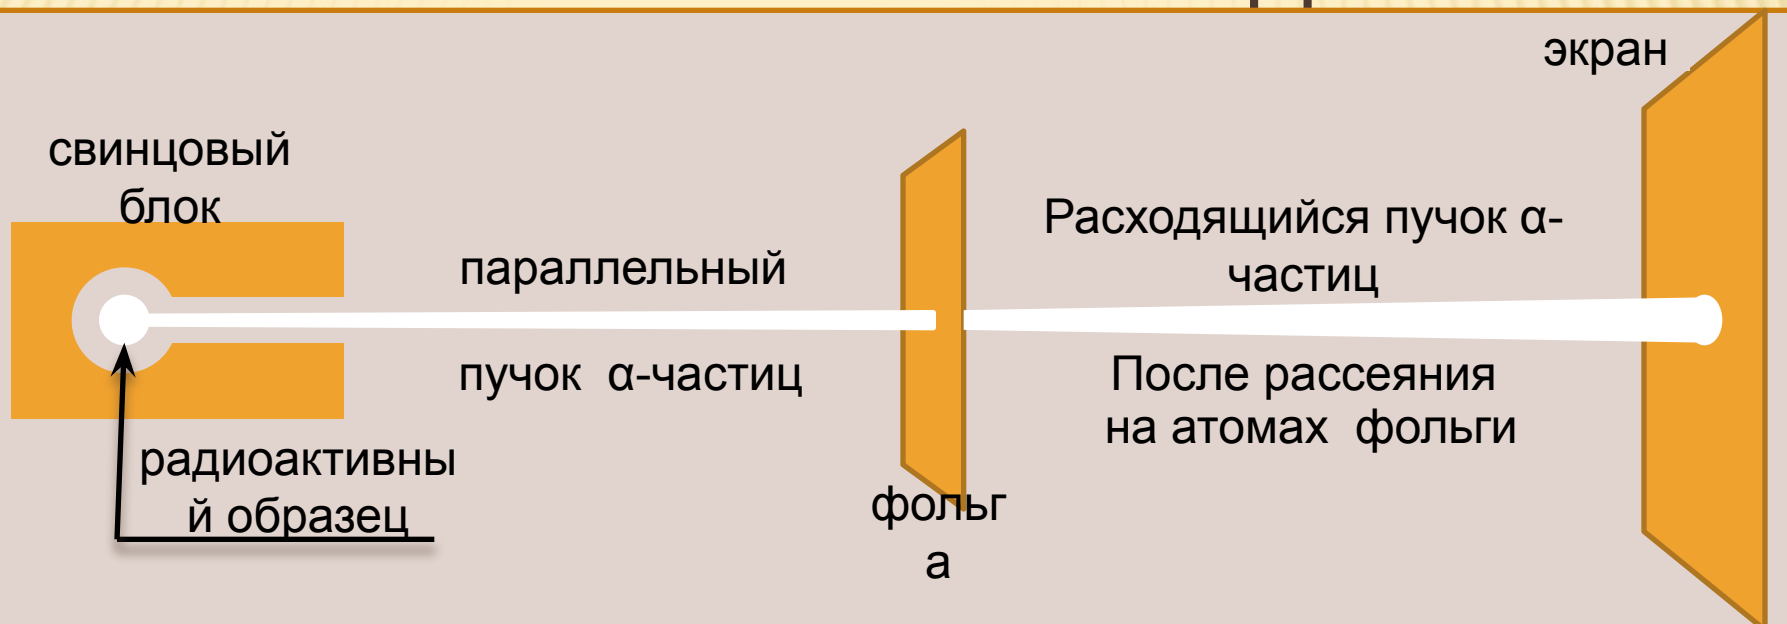 экран
свинцовый
блок
Расходящийся пучок α-
частиц
параллельный
пучок  α-частиц
После рассеяния
на атомах  фольги
радиоактивны
й образец
фольг
а